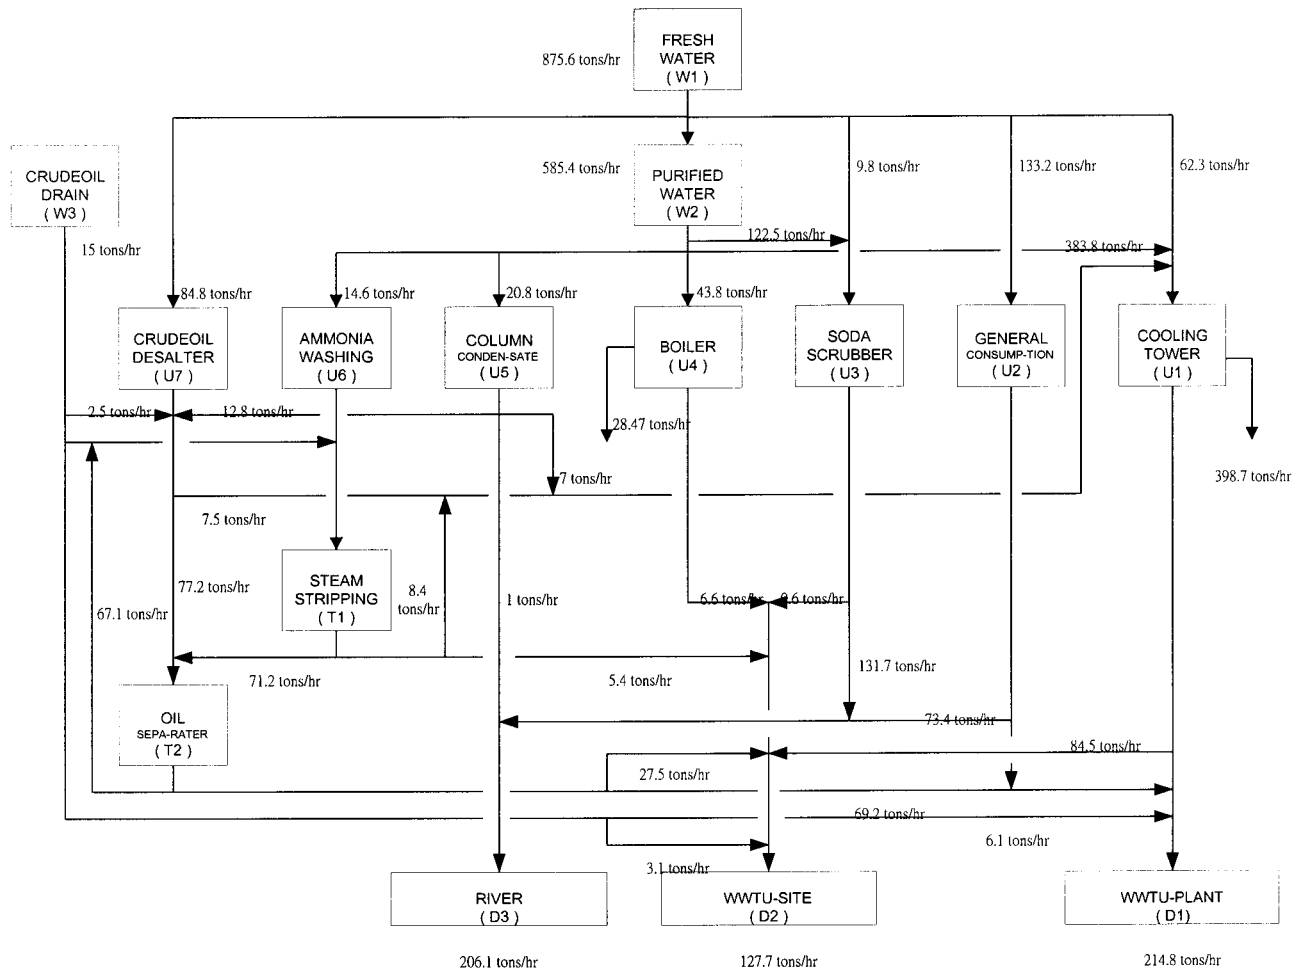 FRESH
WATER
( W1 )
875.6 tons/hr
CRUDEOIL
DRAIN
( W3 )
585.4 tons/hr
PURIFIED
WATER
( W2 )
9.8 tons/hr
133.2 tons/hr
62.3 tons/hr
15 tons/hr
122.5 tons/hr
383.8 tons/hr
84.8 tons/hr
14.6 tons/hr
20.8 tons/hr
43.8 tons/hr
CRUDEOIL
DESALTER
( U7 )
AMMONIA
WASHING
( U6 )
COLUMN
CONDEN-SATE
( U5 )
BOILER
( U4 )
SODA
SCRUBBER
( U3 )
GENERAL
CONSUMP-TION
( U2 )
COOLING
TOWER
( U1 )
2.5 tons/hr
12.8 tons/hr
28.47 tons/hr
7 tons/hr
398.7 tons/hr
7.5 tons/hr
STEAM
STRIPPING
( T1 )
77.2 tons/hr
67.1 tons/hr
8.4
tons/hr
1 tons/hr
6.6 tons/hr
0.6 tons/hr
71.2 tons/hr
5.4 tons/hr
131.7 tons/hr
OIL
SEPA-RATER
( T2 )
73.4 tons/hr
84.5 tons/hr
27.5 tons/hr
69.2 tons/hr
6.1 tons/hr
3.1 tons/hr
RIVER
( D3 )
WWTU-SITE
( D2 )
WWTU-PLANT
( D1)
206.1 tons/hr
127.7 tons/hr
214.8 tons/hr